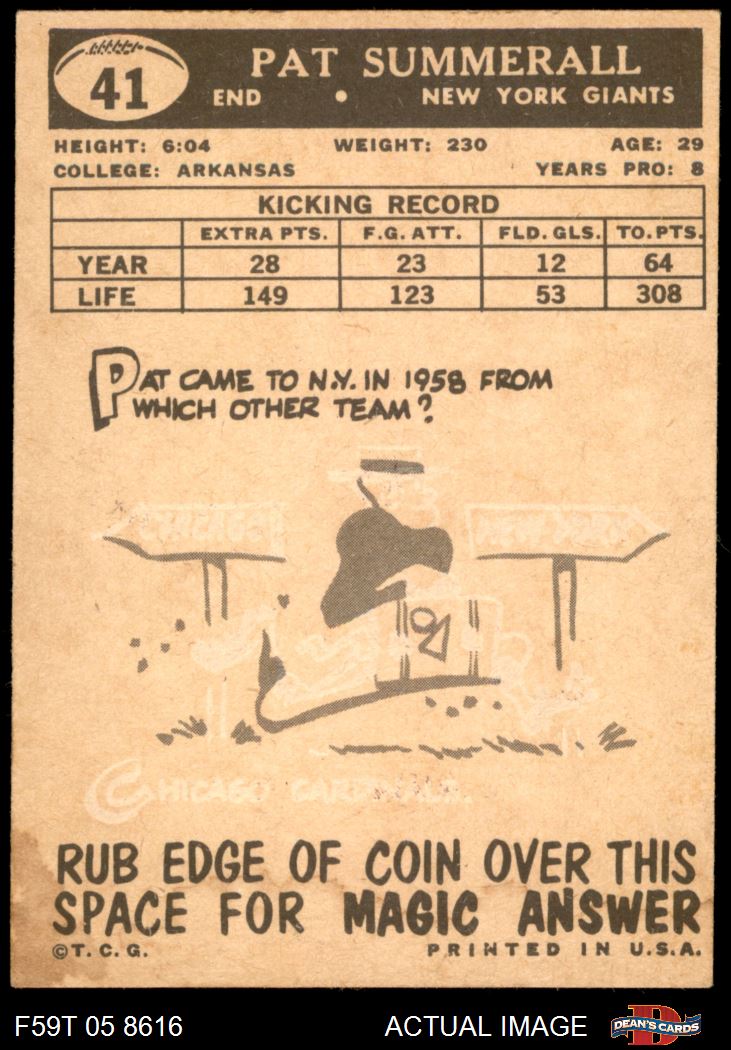 41
PAT SUMMERALL
END • NEW YORK GIANTS
HEIGHT: 6:04 WEIGHT: 230 AGE: 29
COLLEGE: ARKANSAS YEARS PRO: 8
KICKING RECORD
EXTRA PTS. F.G. ATT. FLD. GLS. TO. PTS.
YEAR 28 23 12 64
LIFE 149 123 53 308
PAT CAME TO N.Y. IN 1958 FROM
WHICH OTHER TEAM?
CHICAGO NEW YORK
CHICAGO CARDINALS.
RUB EDGE OF COIN OVER THIS
SPACE FOR MAGIC ANSWER
©T.C.G. PRINTED IN U.S.A.
F59T 05 8616 ACTUAL IMAGE DEAN'S CARDS